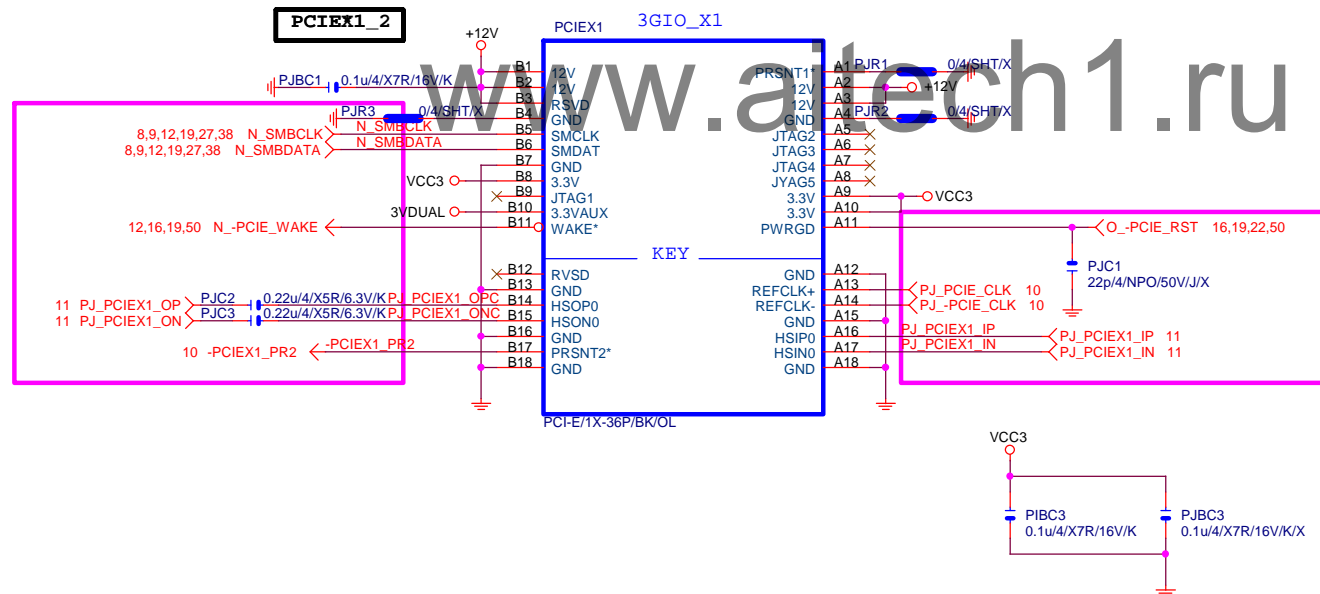 PCIEX1_2
3GIO_X1
PCIEX1
+12V
www.aitech1.ru
PJBC1 0.1u/4/X7R/16V/K
B1 12V PRSNT1* A1 PJR1 0/4/SHT/X
B2 12V 12V A2 +12V
B3 RSVD 12V A3
PJR3 0/4/SHT/X B4 GND GND A4 PJR2 0/4/SHT/X
8,9,12,19,27,38 N_SMBCLK N_SMBCLK B5 SMCLK JTAG2 A5
8,9,12,19,27,38 N_SMBDATA N_SMBDATA B6 SMDAT JTAG3 A6
B7 GND JTAG4 A7
VCC3 B8 3.3V JYAG5 A8
B9 JTAG1 3.3V A9 VCC3
3VDUAL B10 3.3VAUX 3.3V A10
12,16,19,50 N_-PCIE_WAKE B11 WAKE* PWRGD A11 O_-PCIE_RST 16,19,22,50
KEY
B12 RVSD GND A12
PJC1
22p/4/NPO/50V/J/X
B13 GND REFCLK+ A13 PJ_PCIE_CLK 10
11 PJ_PCIEX1_OP PJC2 0.22u/4/X5R/6.3V/K PJ_PCIEX1_OPC B14 HSOP0 REFCLK- A14 PJ_-PCIE_CLK 10
11 PJ_PCIEX1_ON PJC3 0.22u/4/X5R/6.3V/K PJ_PCIEX1_ONC B15 HSON0 GND A15
B16 GND HSIP0 A16 PJ_PCIEX1_IP PJ_PCIEX1_IP 11
10 -PCIEX1_PR2 -PCIEX1_PR2 B17 PRSNT2* HSIN0 A17 PJ_PCIEX1_IN PJ_PCIEX1_IN 11
B18 GND GND A18
PCI-E/1X-36P/BK/OL
VCC3
PIBC3 PJBC3
0.1u/4/X7R/16V/K 0.1u/4/X7R/16V/K/X